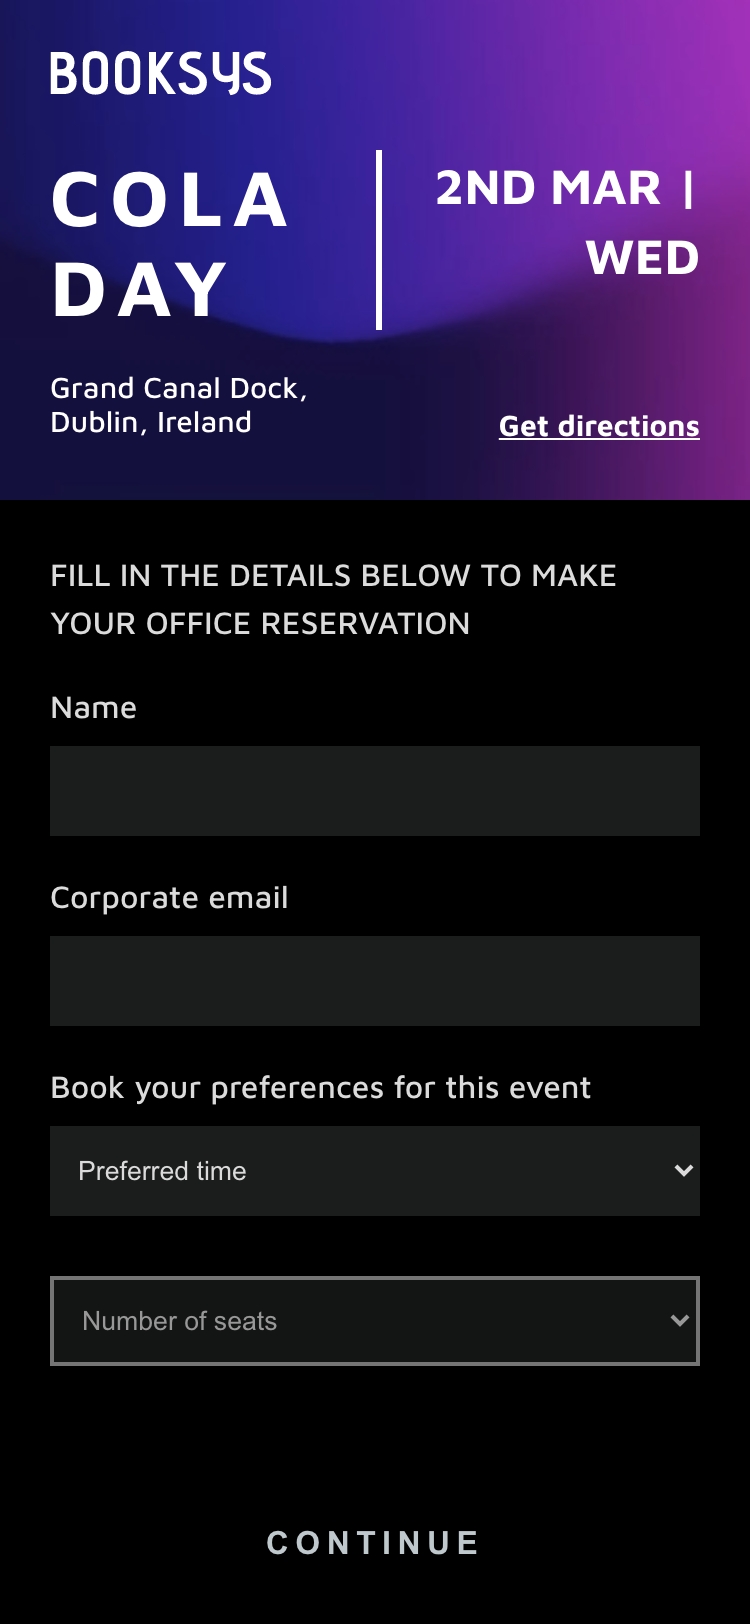 BOOKSYS
COLA
DAY
2ND MAR |
WED
Grand Canal Dock,
Dublin, Ireland
Get directions
FILL IN THE DETAILS BELOW TO MAKE
YOUR OFFICE RESERVATION
Name
Corporate email
Book your preferences for this event
Preferred time
Number of seats
CONTINUE